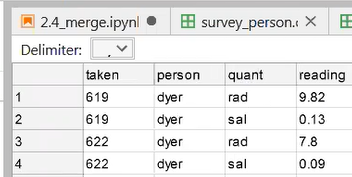 2.4_merge.ipynb survey_person.c
Delimiter: ,
taken person quant reading
1 619 dyer rad 9.82
2 619 dyer sal 0.13
3 622 dyer rad 7.8
4 622 dyer sal 0.09